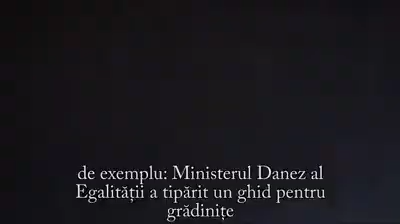 de exemplu: Ministerul Danez al
Egalității a tipărit un ghid pentru
grădinițe